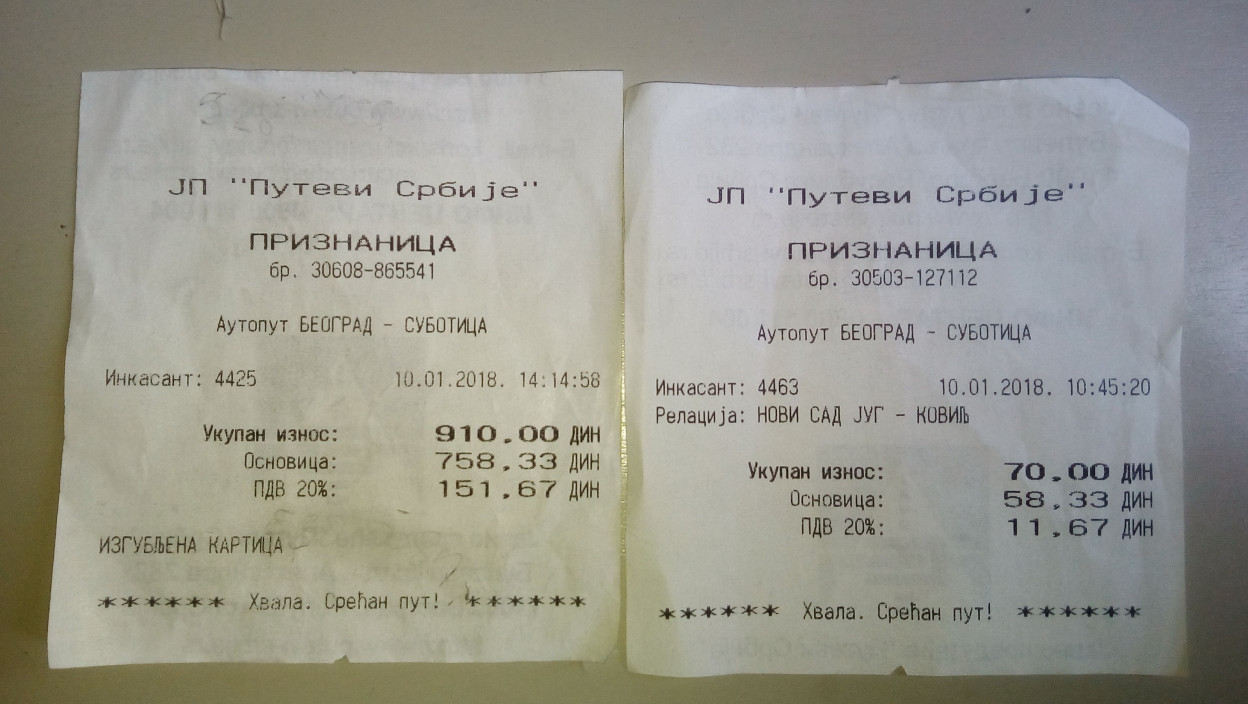 ЈП "Путеви Србије"
ПРИЗНАНИЦА
бр. 30608-865541
Аутопут БЕОГРАД - СУБОТИЦА
Инкасант: 4425 10.01.2018. 14:14:58
Укупан износ: 910.00 ДИН
Основица: 758.33 ДИН
ПДВ 20%: 151.67 ДИН
ИЗГУБЉЕНА КАРТИЦА
****** Хвала. Срећан пут! ******
ЈП "Путеви Србије"
ПРИЗНАНИЦА
бр. 30503-127112
Аутопут БЕОГРАД - СУБОТИЦА
Инкасант: 4463 10.01.2018. 10:45:20
Релација: НОВИ САД ЈУГ - КОВИЉ
Укупан износ: 70.00 ДИН
Основица: 58.33 ДИН
ПДВ 20%: 11.67 ДИН
****** Хвала. Срећан пут! ******